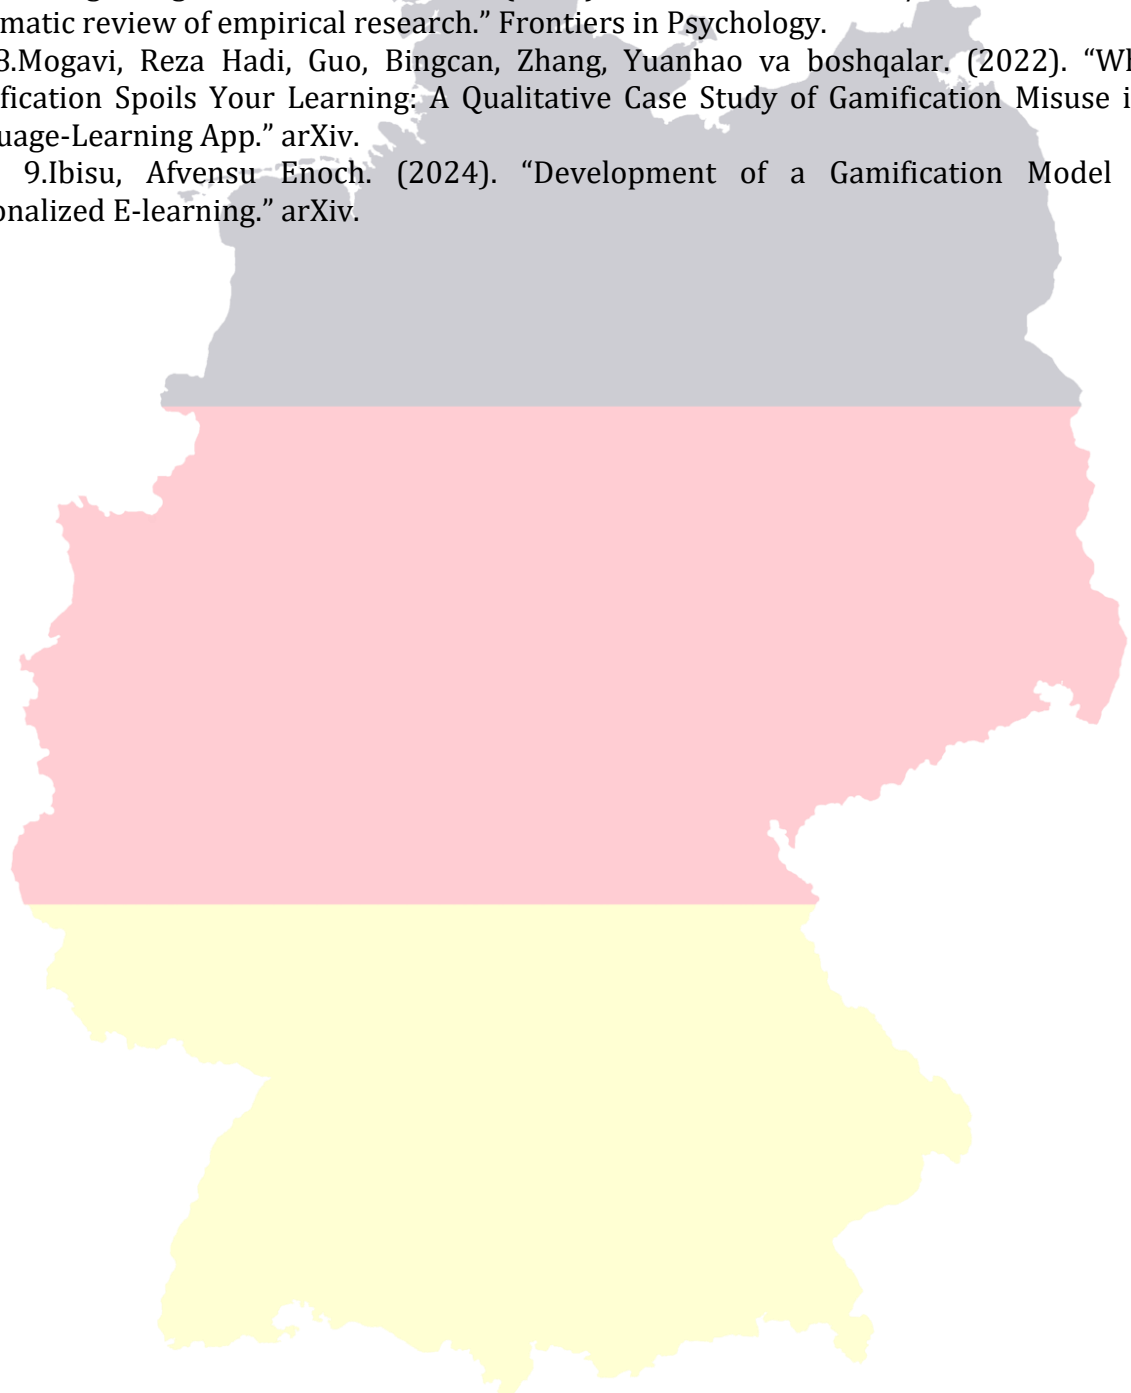 matic review of empirical research.” Frontiers in Psychology.
8.Mogavi, Reza Hadi, Guo, Bingcan, Zhang, Yuanhao va boshqalar. (2022). “Wh
ification Spoils Your Learning: A Qualitative Case Study of Gamification Misuse i
uage-Learning App.” arXiv.
9.Ibisu, Afvensu Enoch. (2024). “Development of a Gamification Model
onalized E-learning.” arXiv.